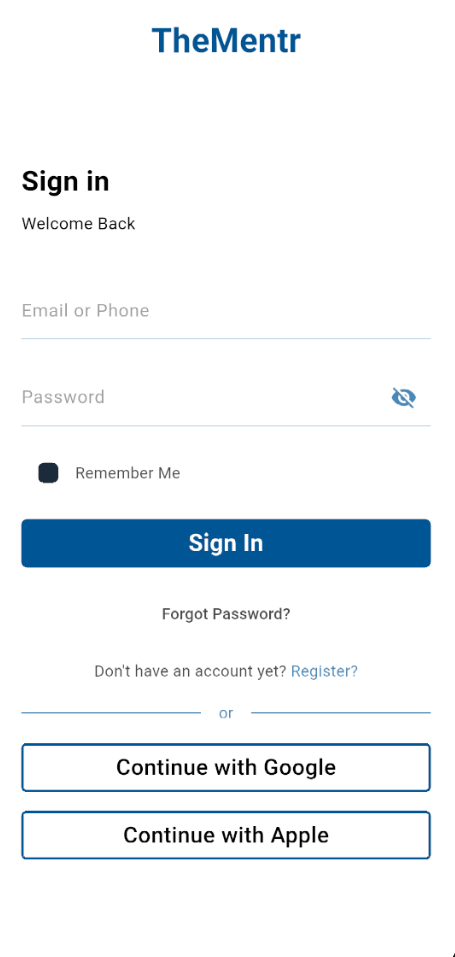 TheMentr
Sign in
Welcome Back
Email or Phone
Password
Remember Me
Sign In
Forgot Password?
Don't have an account yet? Register?
or
Continue with Google
Continue with Apple